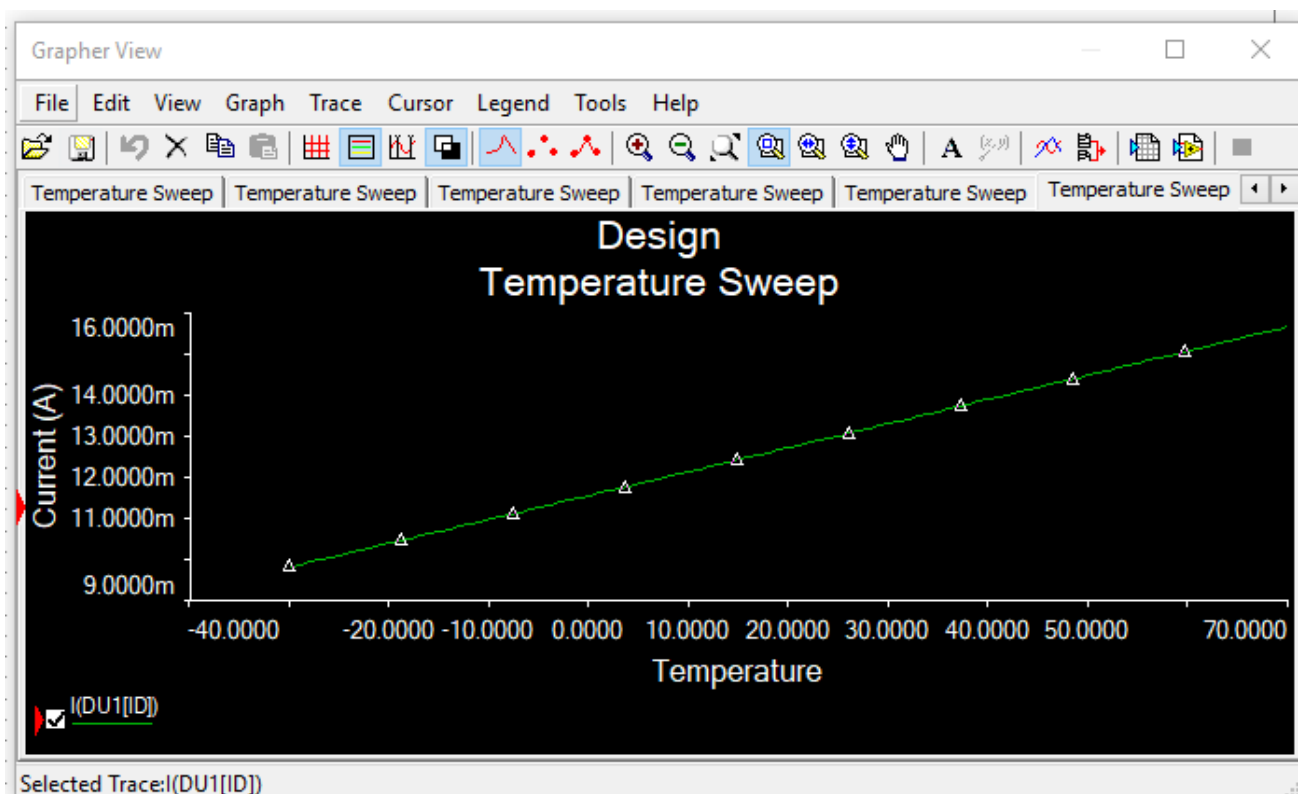 Grapher View
File Edit View Graph Trace Cursor Legend Tools Help
A (x,y)
Temperature Sweep Temperature Sweep Temperature Sweep Temperature Sweep Temperature Sweep Temperature Sweep
Design
Temperature Sweep
16.0000m
14.0000m
13.0000m
12.0000m
11.0000m
9.0000m
Current (A)
-40.0000 -20.0000 -10.0000 0.0000 10.0000 20.0000 30.0000 40.0000 50.0000 70.0000
Temperature
I(DU1[ID])
Selected Trace:I(DU1[ID])